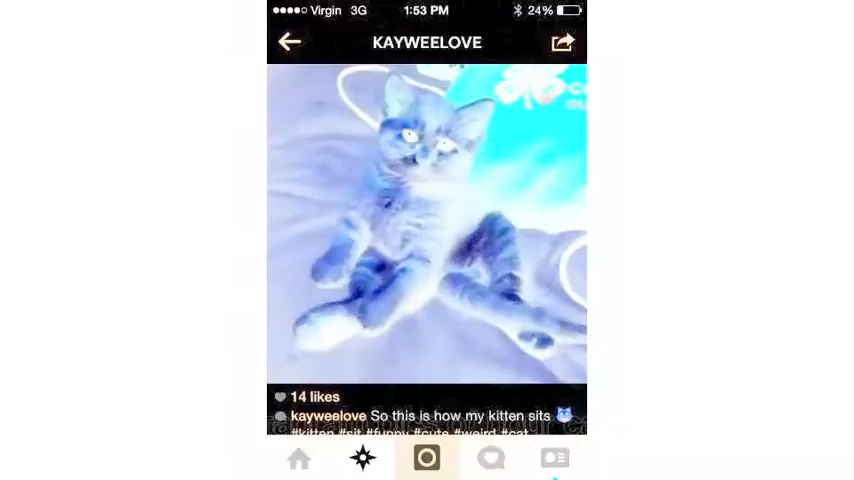 Virgin 3G 1:53 PM 24%
KAYWEELOVE
14 likes
kayweelove So this is how my kitten sits
#kitten #sit #funny #cute #weird #cat